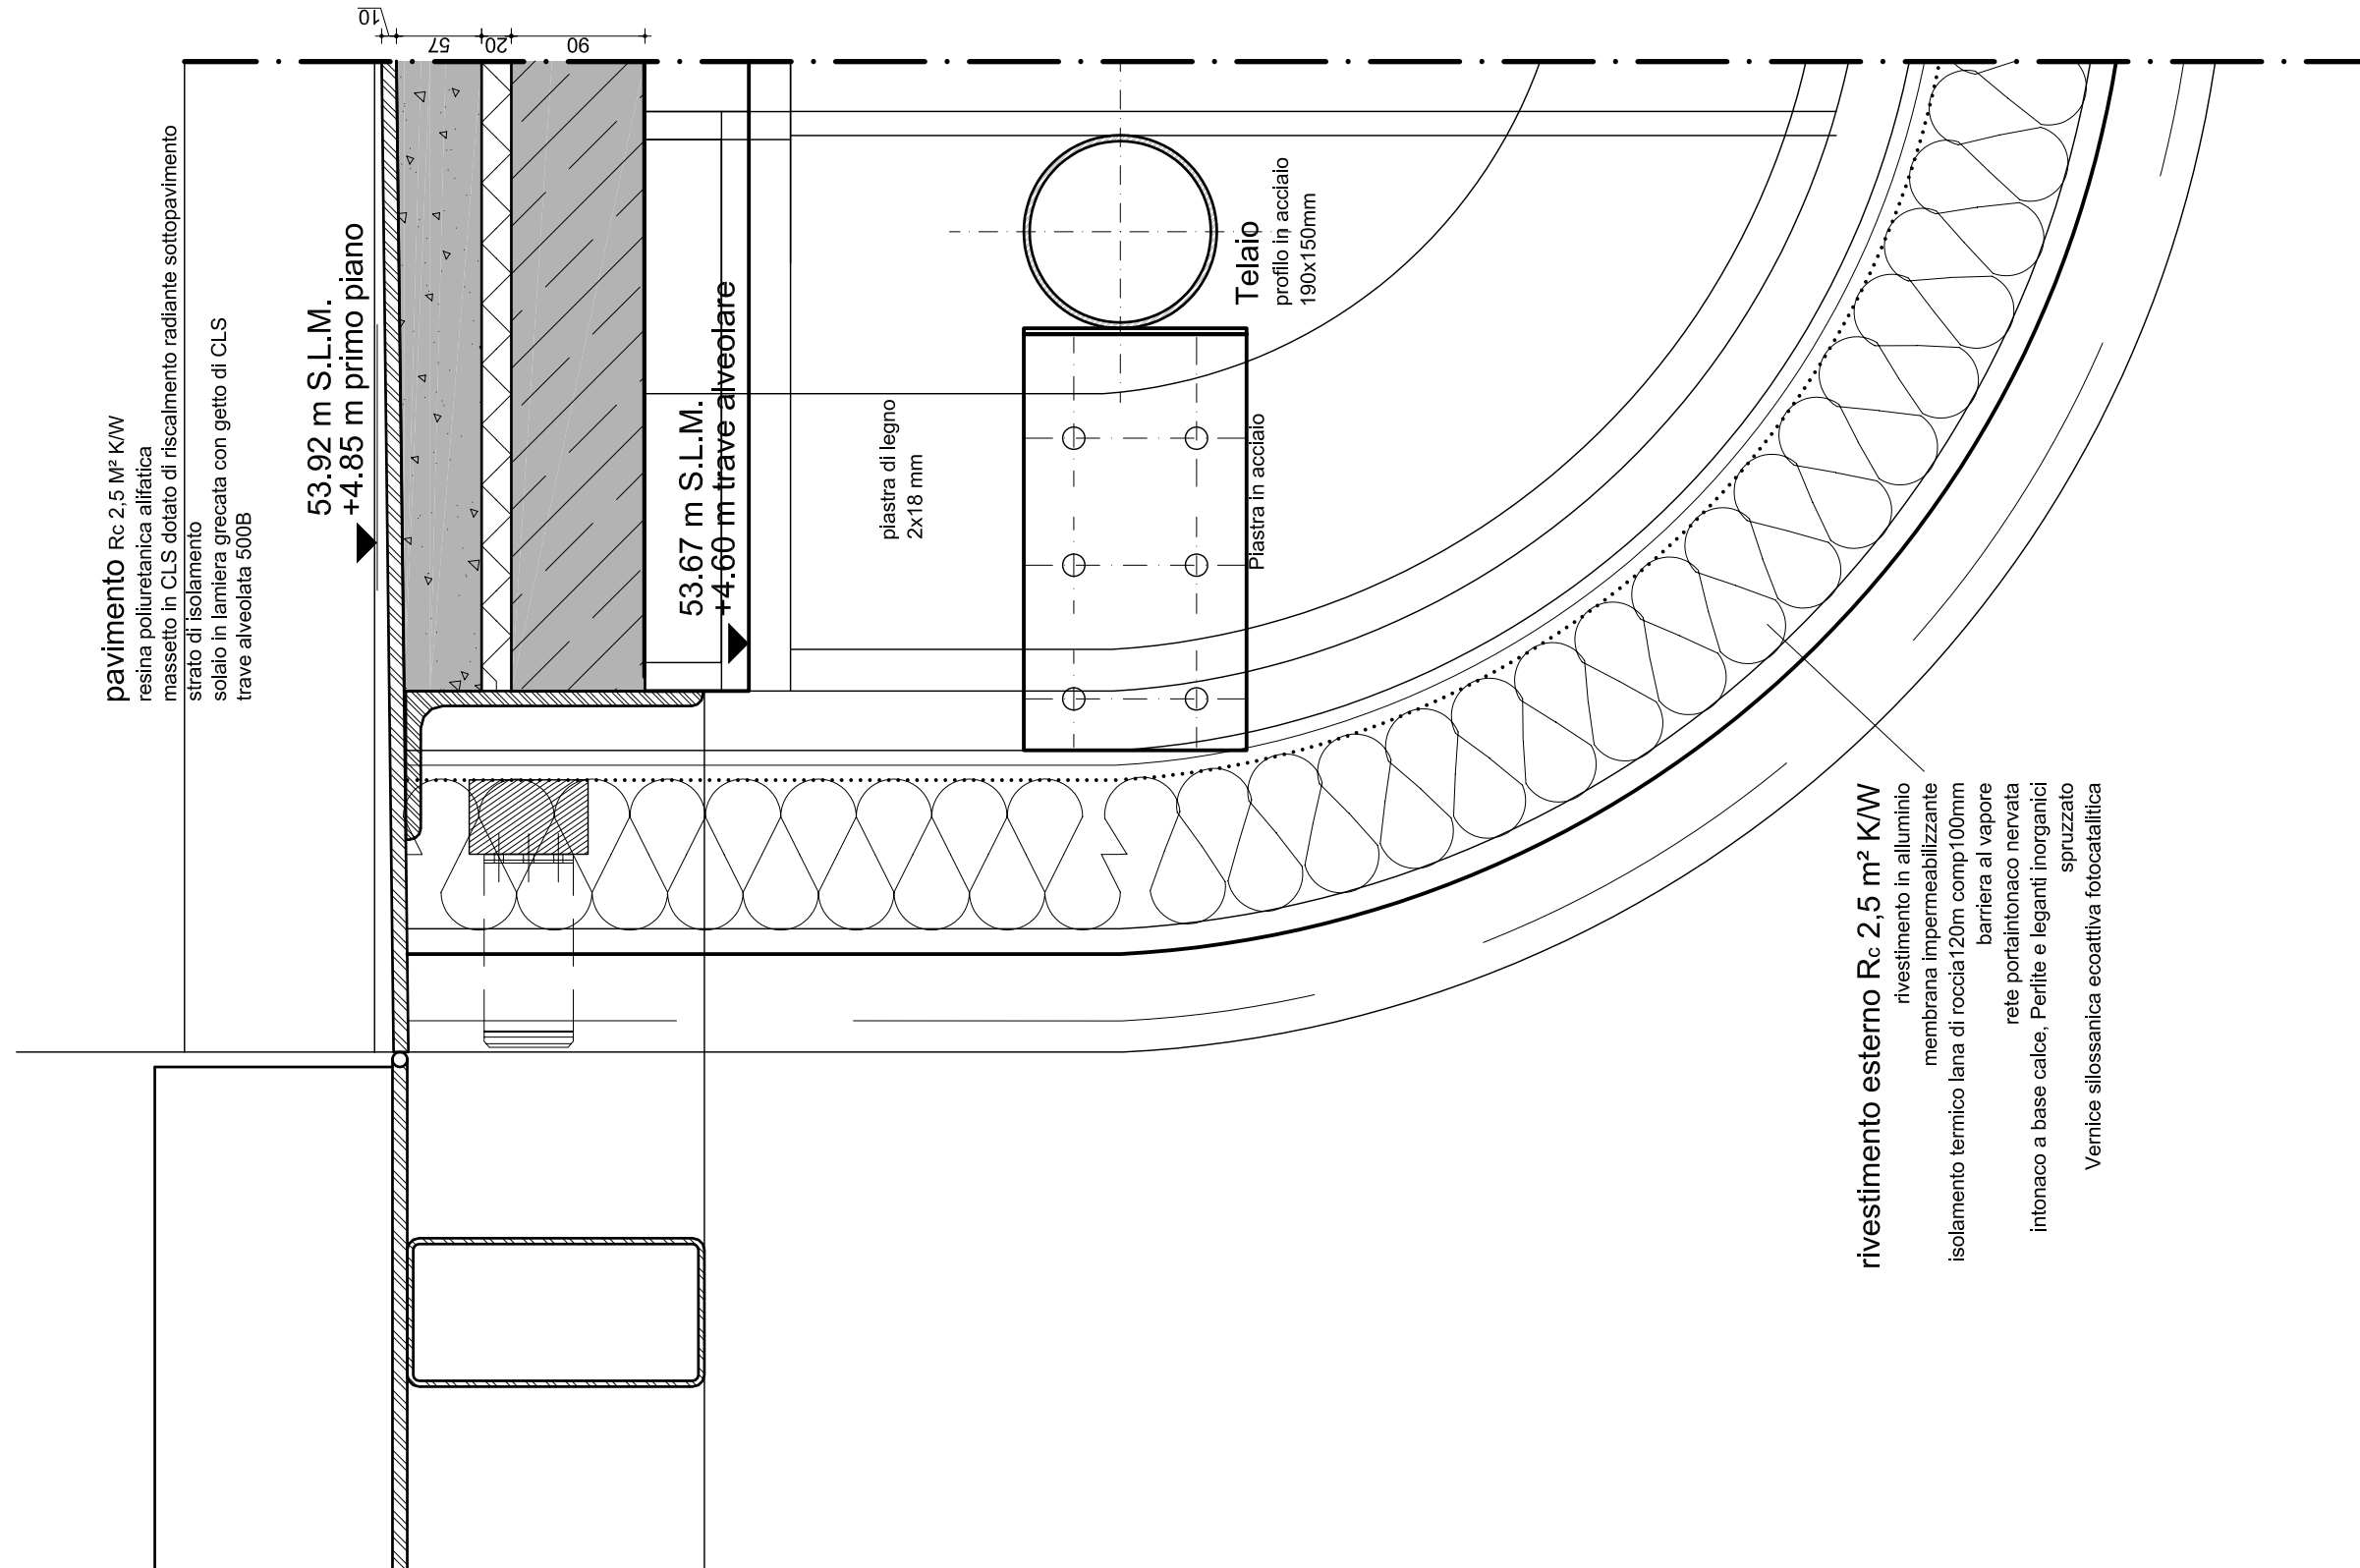 10
57
20
90
pavimento Rc 2,5 M² K/W
resina poliuretanica alifatica
massetto in CLS dotato di riscalmento radiante sottopavimento
strato di isolamento
solaio in lamiera grecata con getto di CLS
trave alveolata 500B
53.92 m S.L.M.
+4.85 m primo piano
53.67 m S.L.M.
+4.60 m trave alveolare
piastra di legno
2x18 mm
Telaio
profilo in acciaio
190x150mm
Piastra in acciaio
rivestimento esterno Rc 2,5 m² K/W
rivestimento in alluminio
membrana impermeabilizzante
isolamento termico lana di roccia120m comp100mm
barriera al vapore
rete portaintonaco nervata
intonaco a base calce, Perlite e leganti inorganici
spruzzato
Vernice silossanica ecoattiva fotocatalitica